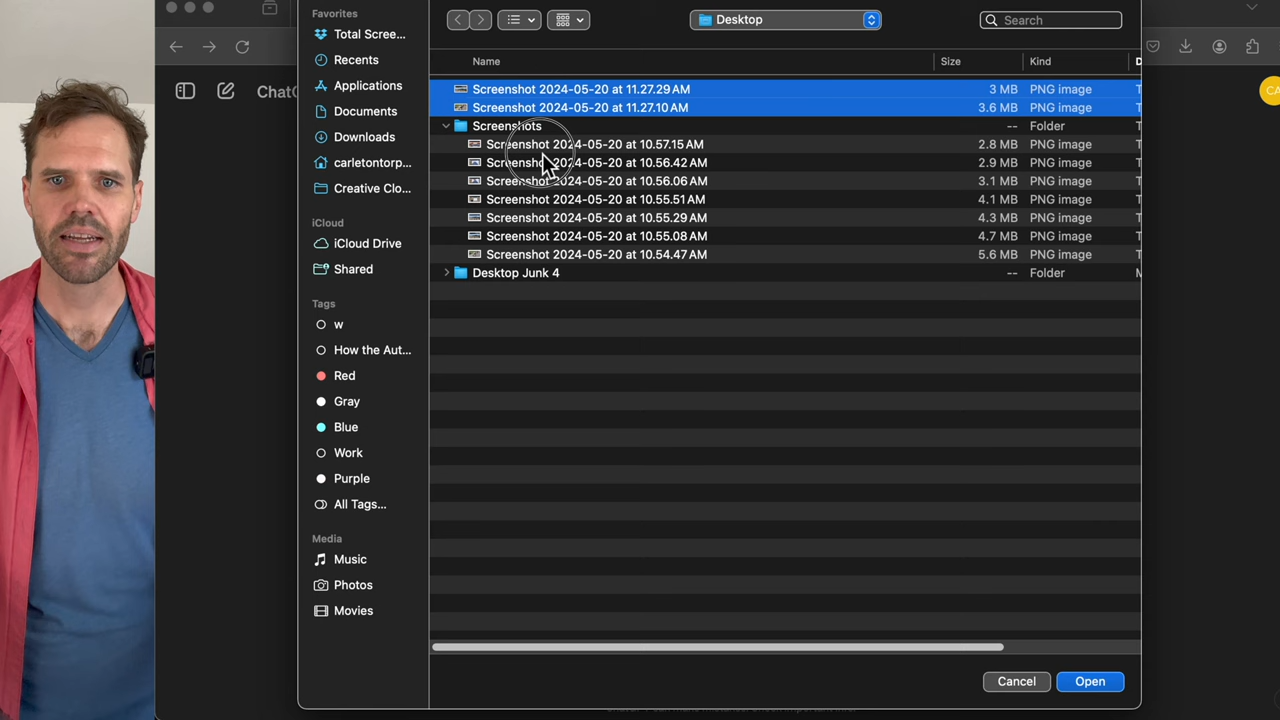 Favorites
Total Scree...
Recents
Applications
Documents
Downloads
carletontorp...
Creative Clo...
iCloud
iCloud Drive
Shared
Tags
w
How the Aut...
Red
Gray
Blue
Work
Purple
All Tags...
Media
Music
Photos
Movies
ChatG
Desktop
Search
Name Size Kind D
Screenshot 2024-05-20 at 11.27.29 AM 3 MB PNG image T
Screenshot 2024-05-20 at 11.27.10 AM 3.6 MB PNG image T
Screenshots -- Folder T
Screenshot 2024-05-20 at 10.57.15 AM 2.8 MB PNG image T
Screenshot 2024-05-20 at 10.56.42 AM 2.9 MB PNG image T
Screenshot 2024-05-20 at 10.56.06 AM 3.1 MB PNG image T
Screenshot 2024-05-20 at 10.55.51 AM 4.1 MB PNG image T
Screenshot 2024-05-20 at 10.55.29 AM 4.3 MB PNG image T
Screenshot 2024-05-20 at 10.55.08 AM 4.7 MB PNG image T
Screenshot 2024-05-20 at 10.54.47 AM 5.6 MB PNG image T
Desktop Junk 4 -- Folder M
Cancel Open
CA